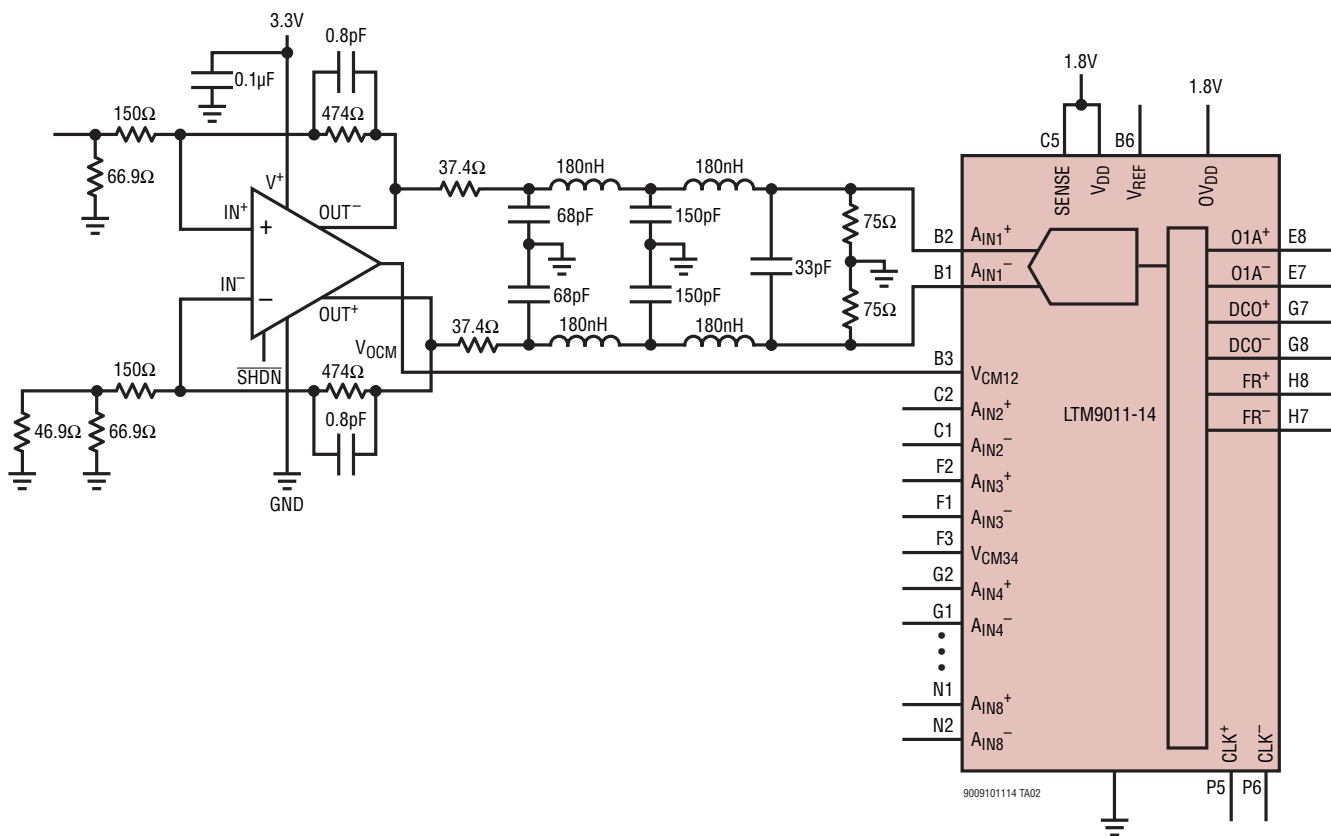 3.3V
0.8pF
0.1µF
1.8V
1.8V
150Ω
474Ω
C5
B6
66.9Ω
37.4Ω
180nH
180nH
V+
SENSE
VDD
VREF
OVDD
IN+
OUT–
68pF
150pF
75Ω
+
B2
AIN1+
O1A+
E8
33pF
B1
AIN1–
O1A–
E7
IN–
–
68pF
150pF
75Ω
OUT+
DCO+
G7
37.4Ω
180nH
180nH
VOCM
DCO–
G8
150Ω
SHDN
474Ω
B3
VCM12
FR+
H8
C2
AIN2+
LTM9011-14
FR–
H7
46.9Ω
66.9Ω
0.8pF
C1
AIN2–
F2
AIN3+
GND
F1
AIN3–
F3
VCM34
G2
AIN4+
G1
AIN4–
N1
AIN8+
N2
AIN8–
CLK+
CLK–
9009101114 TA02
P5
P6